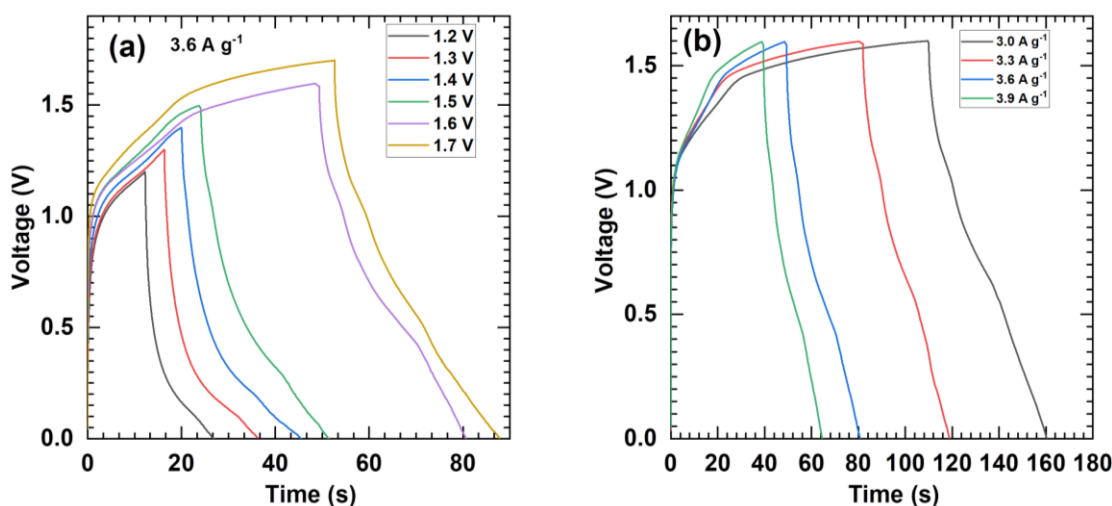 (a)
3.6 A g⁻¹
1.2 V
1.3 V
1.4 V
1.5 V
1.6 V
1.7 V
Voltage (V)
1.5
1.0
0.5
0.0
0 20 40 60 80
Time (s)
(b)
3.0 A g⁻¹
3.3 A g⁻¹
3.6 A g⁻¹
3.9 A g⁻¹
Voltage (V)
1.5
1.0
0.5
0.0
0 20 40 60 80 100 120 140 160 180
Time (s)